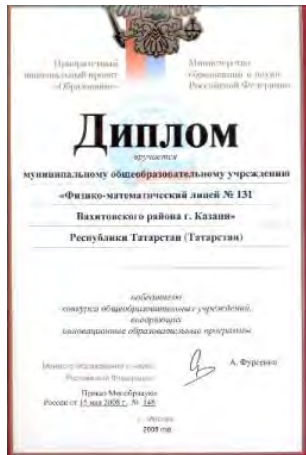 Приоритетный
национальный проект
«Образование»
Министерство
образования и науки
Российской Федерации
Диплом
вручается
муниципальному общеобразовательному учреждению
«Физико-математический лицей № 131
Вахитовского района г. Казани»
Республики Татарстан (Татарстан)
победителю
конкурса общеобразовательных учреждений,
внедряющих
инновационные образовательные программы
Министр образования и науки
Российской Федерации
А. Фурсенко
Приказ Минобрнауки
России от 15 мая 2008 г. № 148
г. Москва
2008 год